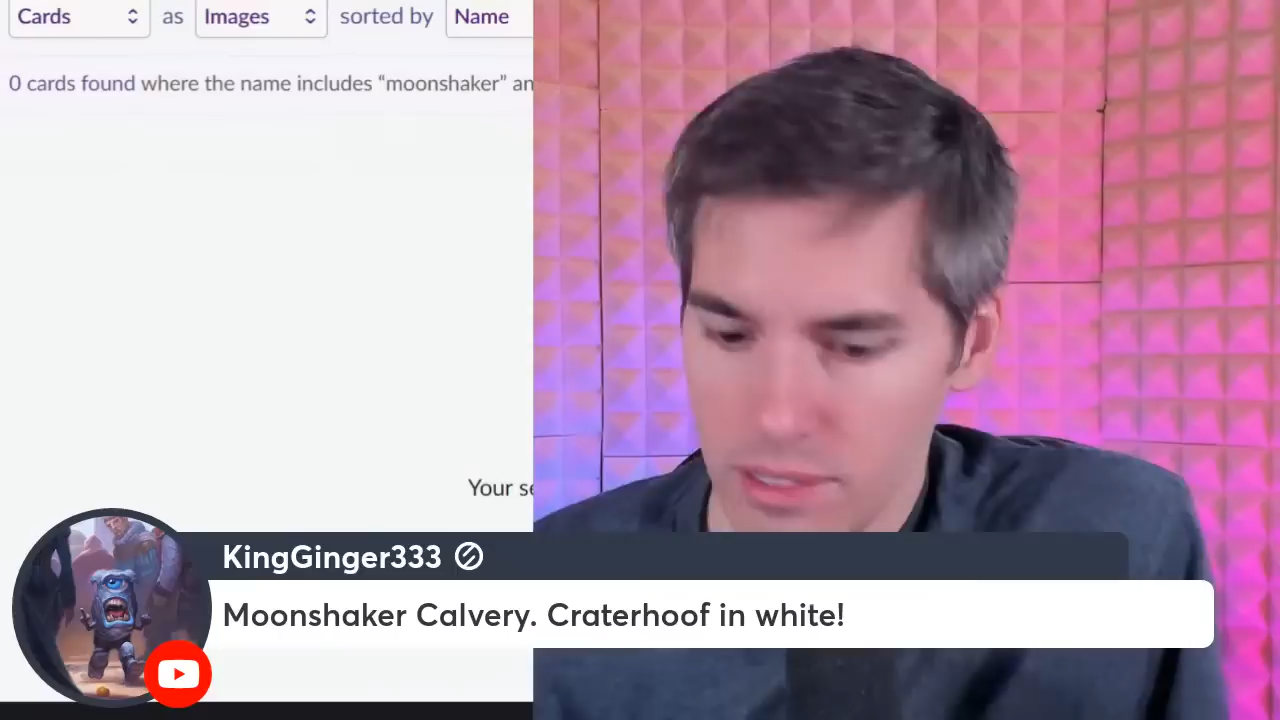 Cards as Images sorted by Name
0 cards found where the name includes “moonshaker” an
Your se
KingGinger333
Moonshaker Calvery. Craterhoof in white!